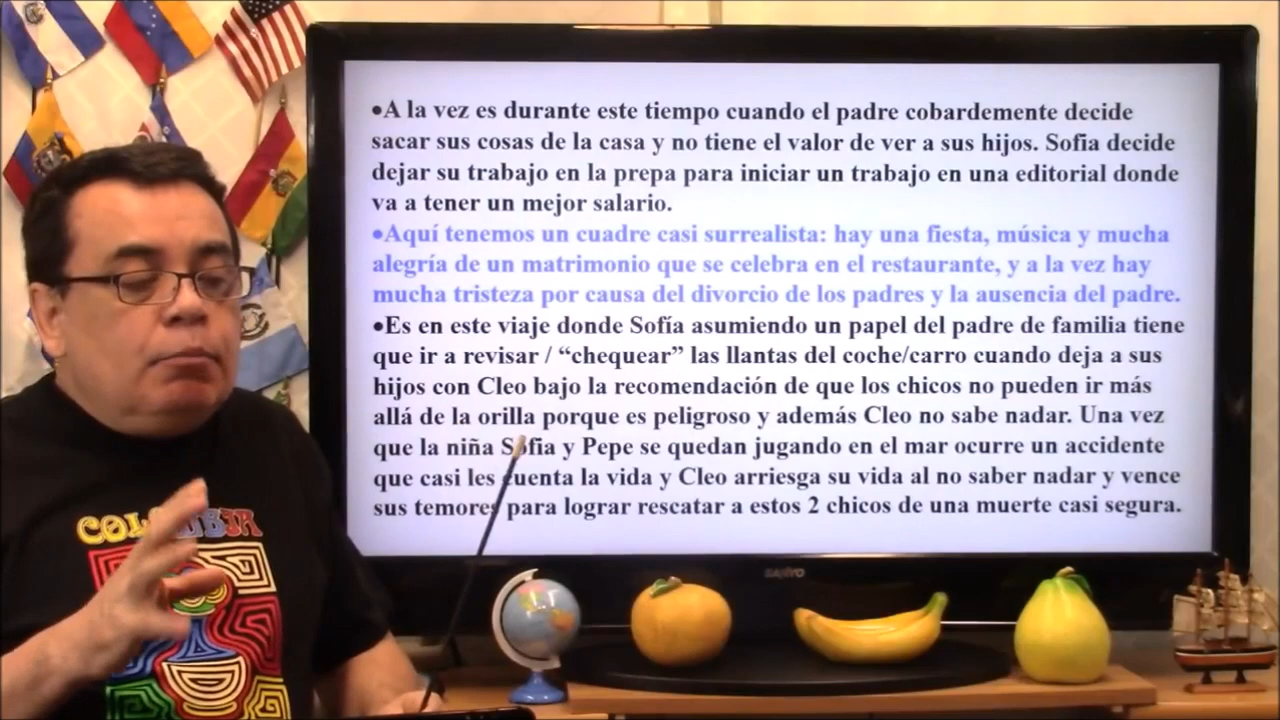 •A la vez es durante este tiempo cuando el padre cobardemente decide
sacar sus cosas de la casa y no tiene el valor de ver a sus hijos. Sofia decide
dejar su trabajo en la prepa para iniciar un trabajo en una editorial donde
va a tener un mejor salario.
•Aquí tenemos un cuadre casi surrealista: hay una fiesta, música y mucha
alegría de un matrimonio que se celebra en el restaurante, y a la vez hay
mucha tristeza por causa del divorcio de los padres y la ausencia del padre.
•Es en este viaje donde Sofía asumiendo un papel del padre de familia tiene
que ir a revisar / “chequear” las llantas del coche/carro cuando deja a sus
hijos con Cleo bajo la recomendación de que los chicos no pueden ir más
allá de la orilla porque es peligroso y además Cleo no sabe nadar. Una vez
que la niña Sofia y Pepe se quedan jugando en el mar ocurre un accidente
que casi les cuenta la vida y Cleo arriesga su vida al no saber nadar y vence
sus temores para lograr rescatar a estos 2 chicos de una muerte casi segura.
SANYO
COLOMBIA